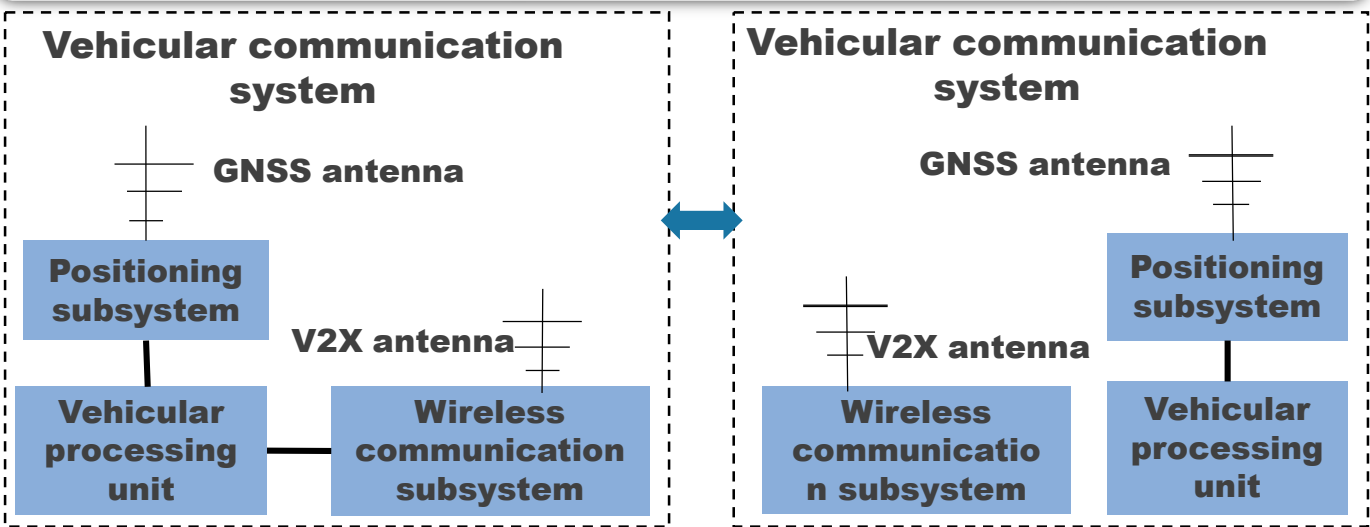 Vehicular communication
system
GNSS antenna
Positioning
subsystem
V2X antenna
Vehicular
processing
unit
Wireless
communication
subsystem
Vehicular communication
system
GNSS antenna
Positioning
subsystem
V2X antenna
Wireless
communicatio
n subsystem
Vehicular
processing
unit